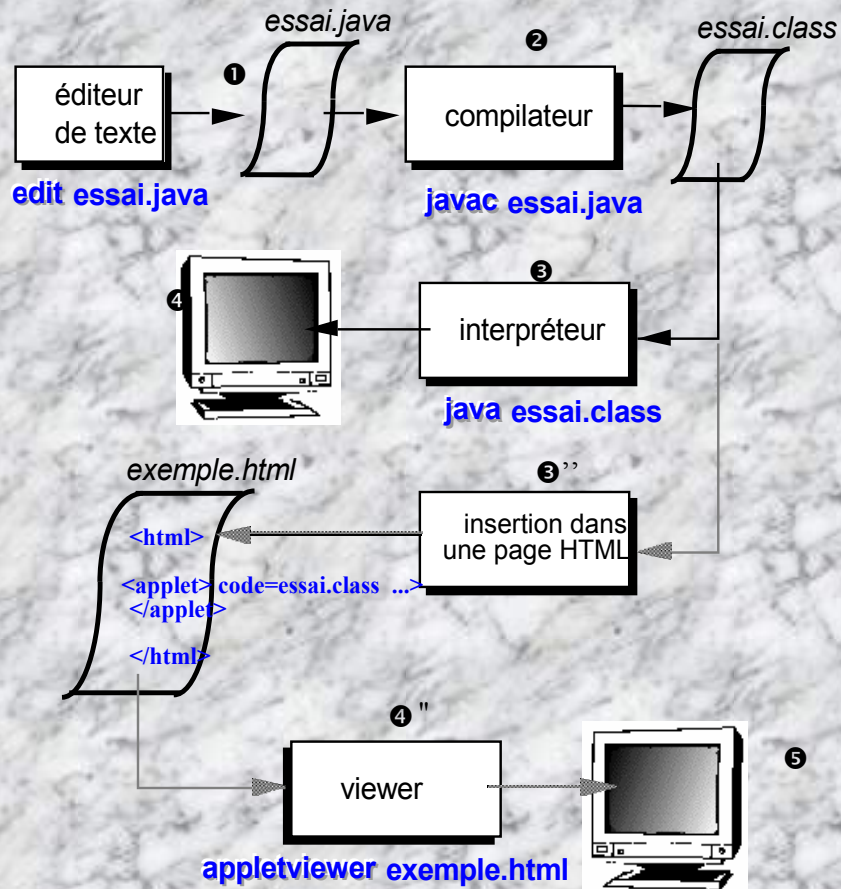 essai.java
❶
❷
essai.class
éditeur
de texte
compilateur
edit essai.java
javac essai.java
❸
❹
interpréteur
java essai.class
exemple.html
❸’’
<html>
insertion dans
une page HTML
<applet> code=essai.class ...>
</applet>
</html>
❹"
viewer
❺
appletviewer exemple.html